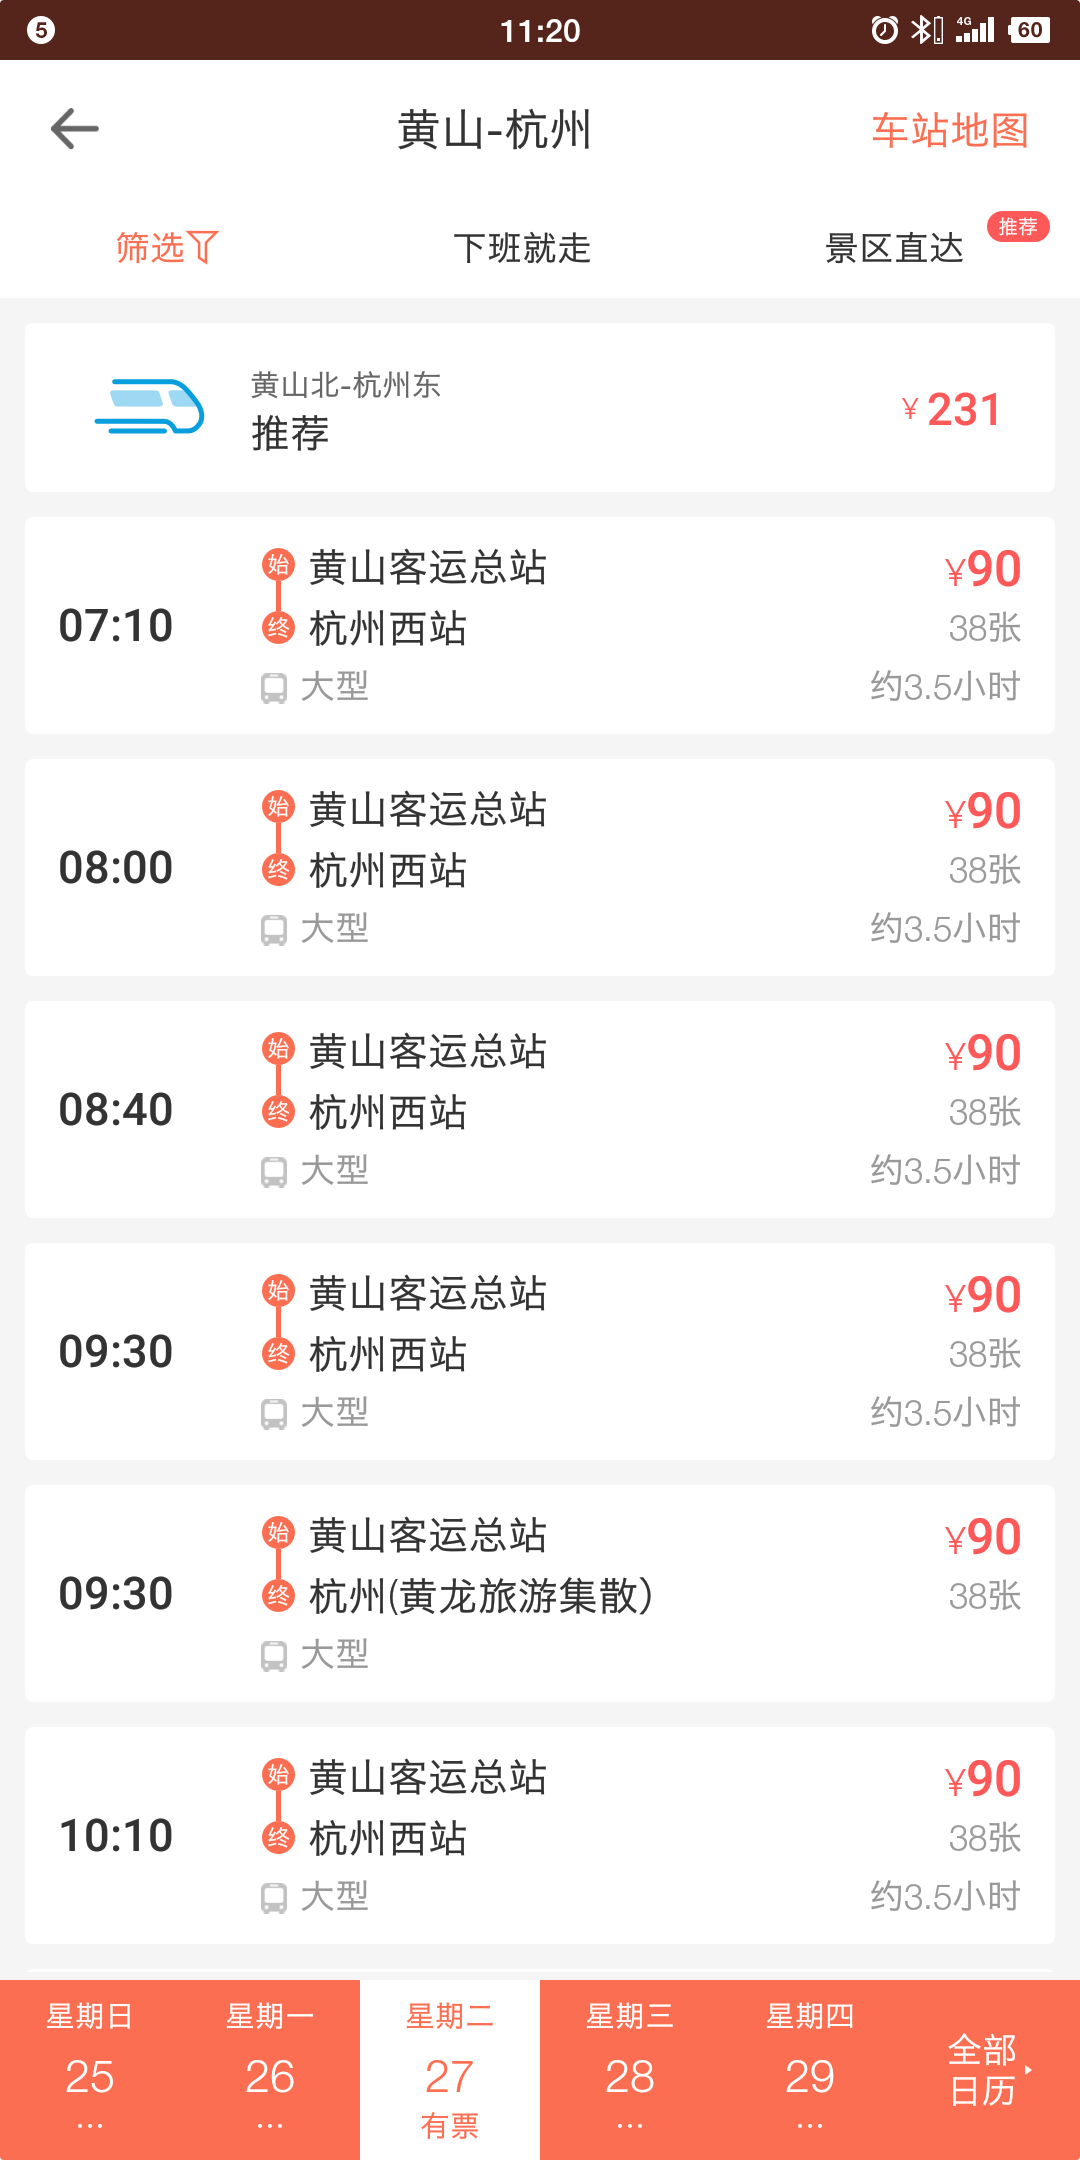 5 11:20 4G 60
黄山-杭州 车站地图
筛选 下班就走 景区直达 推荐
黄山北-杭州东
推荐 ¥ 231
始 黄山客运总站 ¥90
07:10 终 杭州西站 38张
大型 约3.5小时
始 黄山客运总站 ¥90
08:00 终 杭州西站 38张
大型 约3.5小时
始 黄山客运总站 ¥90
08:40 终 杭州西站 38张
大型 约3.5小时
始 黄山客运总站 ¥90
09:30 终 杭州西站 38张
大型 约3.5小时
始 黄山客运总站 ¥90
09:30 终 杭州(黄龙旅游集散） 38张
大型
始 黄山客运总站 ¥90
10:10 终 杭州西站 38张
大型 约3.5小时
星期日 星期一 星期二 星期三 星期四 全部
25 26 27 28 29 日历
... ... 有票 ... ...